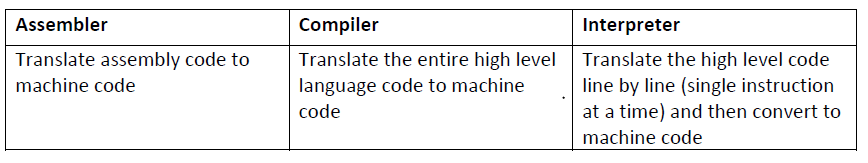 Assembler
Compiler
Interpreter
Translate assembly code to
machine code
Translate the entire high level
language code to machine
code
.
Translate the high level code
line by line (single instruction
at a time) and then convert to
machine code